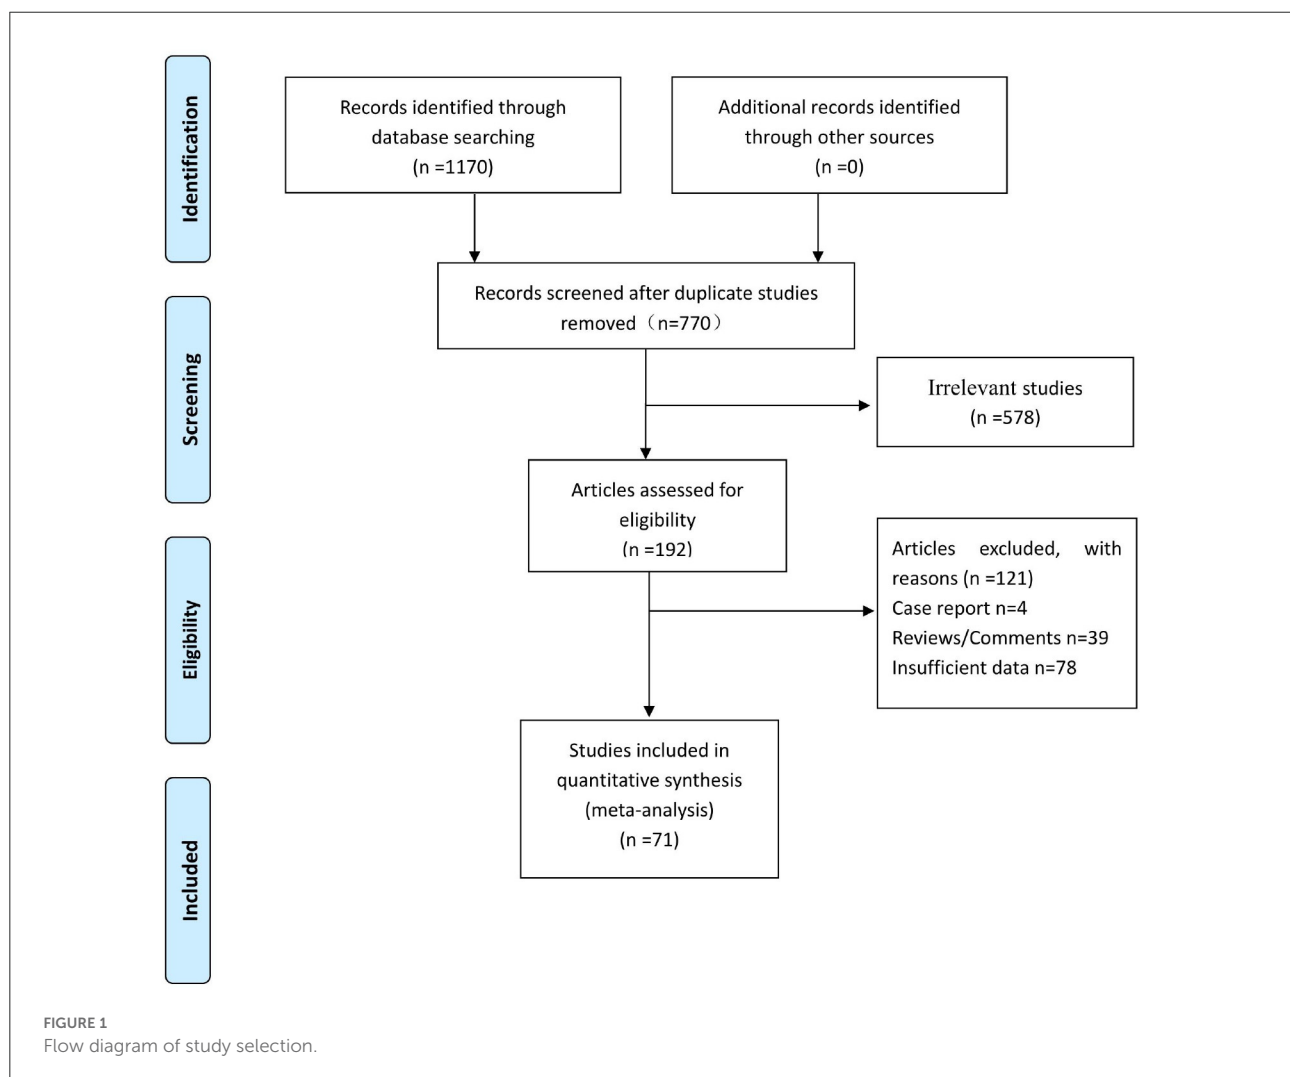 Identification
Records identified through
database searching
(n =1170)
Additional records identified
through other sources
(n =0)
Records screened after duplicate studies
removed（n=770）
Screening
Irrelevant studies
(n =578)
Articles assessed for
eligibility
(n =192)
Eligibility
Articles excluded, with
reasons (n =121)
Case report n=4
Reviews/Comments n=39
Insufficient data n=78
Studies included in
quantitative synthesis
(meta-analysis)
(n =71)
Included
FIGURE 1
Flow diagram of study selection.